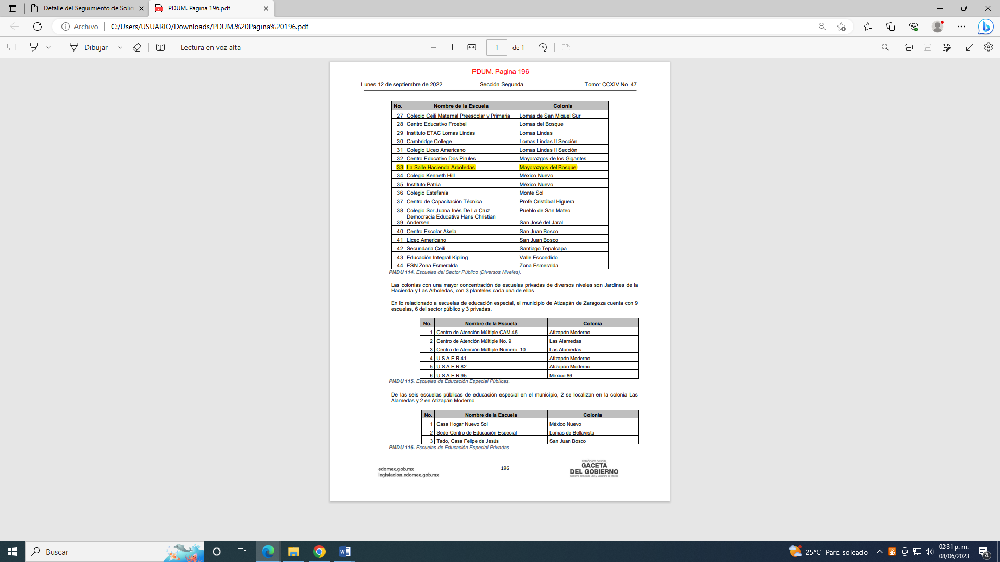 Detalle del Seguimiento de Solic
PDUM. Pagina 196.pdf
Archivo
C:/Users/USUARIO/Downloads/PDUM.%20Pagina%20196.pdf
Dibujar
Lectura en voz alta
1 de 1
PDUM. Pagina 196
Lunes 12 de septiembre de 2022 Sección Segunda Tomo: CCXIV No. 47
No. Nombre de la Escuela Colonia
27 Colegio Ceili Maternal Preescolar y Primaria Lomas de San Miguel Sur
28 Centro Educativo Froebel Lomas del Bosque
29 Instituto ETAC Lomas Lindas Lomas Lindas
30 Cambridge College Lomas Lindas II Sección
31 Colegio Liceo Americano Lomas Lindas II Sección
32 Centro Educativo Dos Pirules Mayorazgos de los Gigantes
33 La Salle Hacienda Arboledas Mayorazgos del Bosque
34 Colegio Kenneth Hill México Nuevo
35 Instituto Patria México Nuevo
36 Colegio Estefanía Monte Sol
37 Centro de Capacitación Técnica Profe Cristóbal Higuera
38 Colegio Sor Juana Inés De La Cruz Pueblo de San Mateo
Democracia Educativa Hans Christian
39 Andersen San José del Jaral
40 Centro Escolar Akela San Juan Bosco
41 Liceo Americano San Juan Bosco
42 Secundaria Ceili Santiago Tepalcapa
43 Educación Integral Kipling Valle Escondido
44 ESN Zona Esmeralda Zona Esmeralda
PMDU 114. Escuelas del Sector Público (Diversos Niveles).
Las colonias con una mayor concentración de escuelas privadas de diversos niveles son Jardines de la
Hacienda y Las Arboledas, con 3 planteles cada una de ellas.
En lo relacionado a escuelas de educación especial, el municipio de Atizapán de Zaragoza cuenta con 9
escuelas, 6 del sector público y 3 privadas.
No. Nombre de la Escuela Colonia
1 Centro de Atención Múltiple CAM 45 Atizapán Moderno
2 Centro de Atención Múltiple No. 9 Las Alamedas
3 Centro de Atención Múltiple Numero. 10 Las Alamedas
4 U.S.A.E.R 41 Atizapán Moderno
5 U.S.A.E.R 82 Atizapán Moderno
6 U.S.A.E.R 95 México 86
PMDU 115. Escuelas de Educación Especial Públicas.
De las seis escuelas públicas de educación especial en el municipio, 2 se localizan en la colonia Las
Alamedas y 2 en Atizapán Moderno.
No. Nombre de la Escuela Colonia
1 Casa Hogar Nuevo Sol México Nuevo
2 Sede Centro de Educación Especial Lomas de Bellavista
3 Tado, Casa Felipe de Jesús San Juan Bosco
PMDU 116. Escuelas de Educación Especial Privadas.
edomex.gob.mx
legislacion.edomex.gob.mx
196
PERIÓDICO OFICIAL
GACETA
DEL GOBIERNO
Gobierno del Estado Libre y Soberano de México
Buscar
25°C Parc. soleado
02:31 p. m.
08/06/2023
4